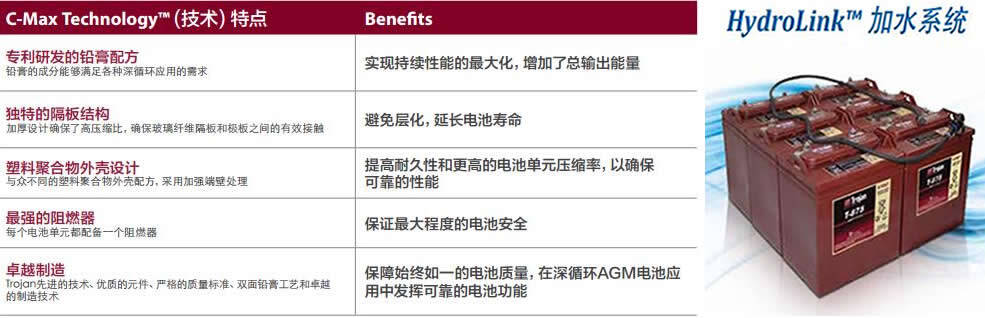 C-Max Technology™ (技术) 特点
Benefits
专利研发的铅膏配方
铅膏的成分能够满足各种深循环应用的需求
实现持续性能的最大化，增加了总输出能量
独特的隔板结构
加厚设计确保了高压缩比，确保玻璃纤维隔板和极板之间的有效接触
避免层化，延长电池寿命
塑料聚合物外壳设计
与众不同的塑料聚合物外壳配方，采用加强端壁处理
提高耐久性和更高的电池单元压缩率，以确保
可靠的性能
最强的阻燃器
每个电池单元都配备一个阻燃器
保证最大程度的电池安全
卓越制造
Trojan先进的技术、优质的元件、严格的质量标准、双面铅膏工艺和卓越
的制造技术
保障始终如一的电池质量，在深循环AGM电池应
用中发挥可靠的电池功能
HydroLink™ 加水系统
Trojan
T-875
Trojan
T-875